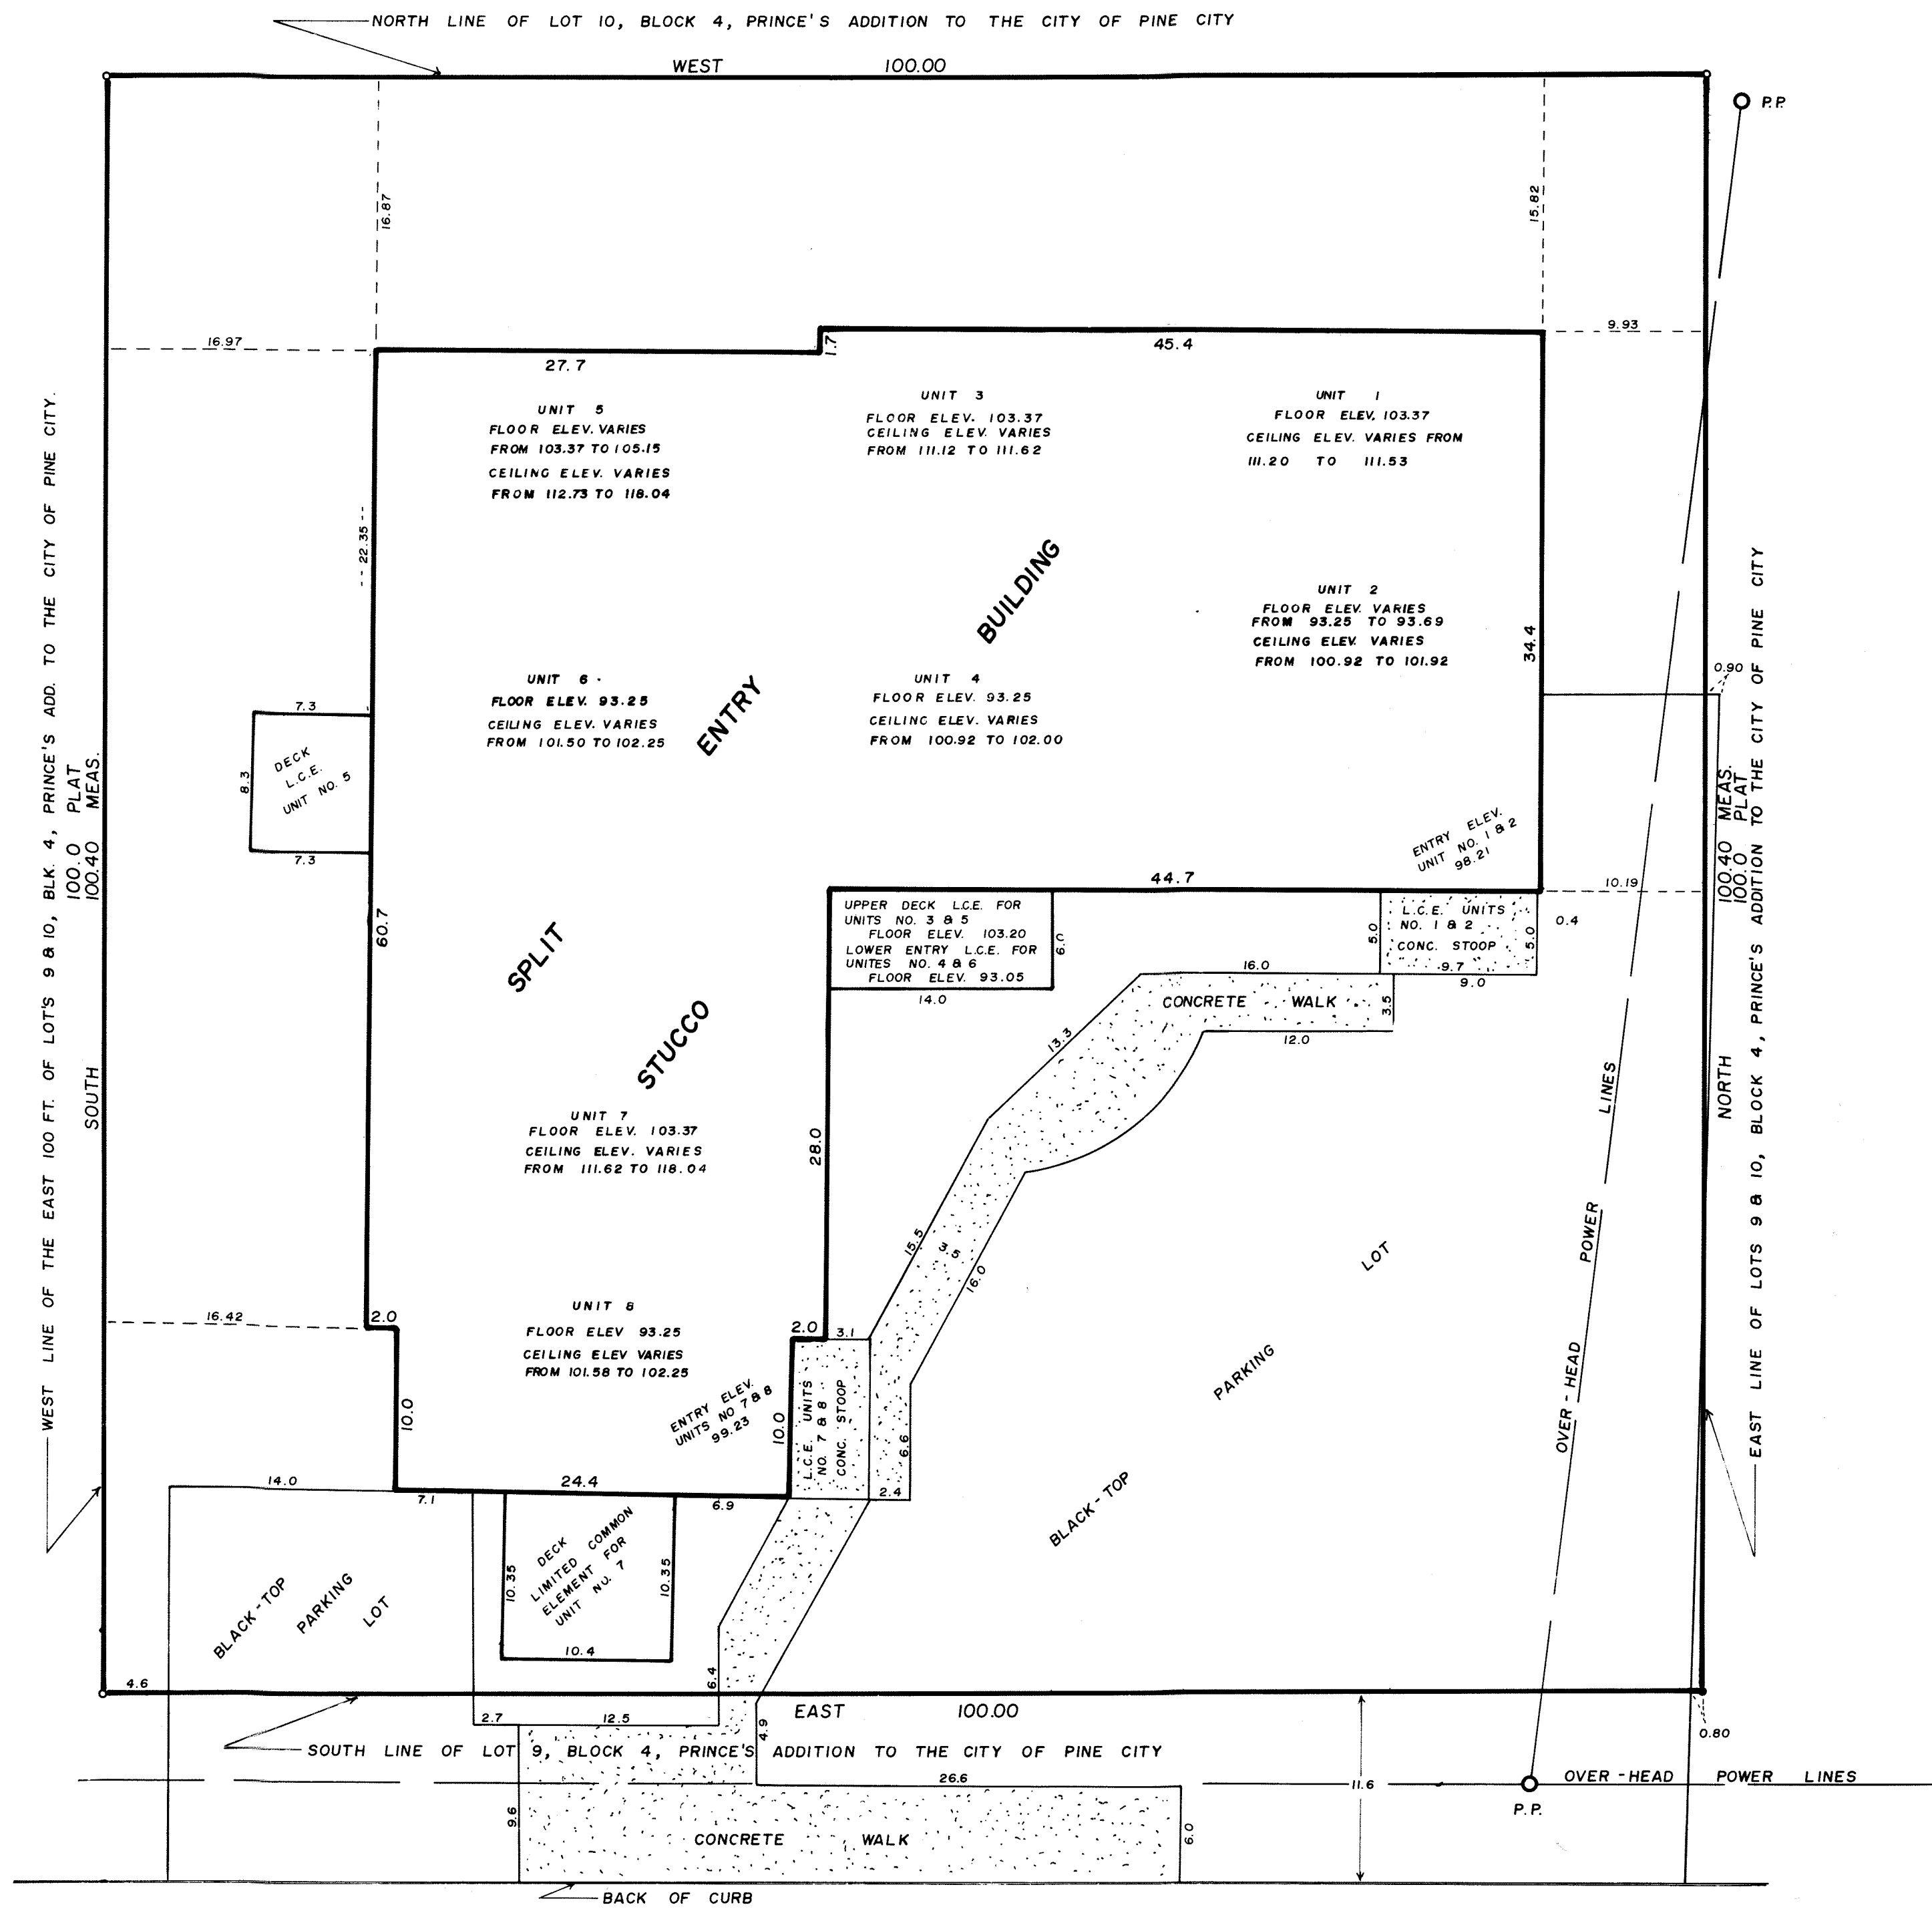 NORTH LINE OF LOT 10, BLOCK 4, PRINCE'S ADDITION TO THE CITY OF PINE CITY
WEST 100.00
P.P.
16.87
15.82
16.97
9.93
27.7
1.7
45.4
UNIT 5
FLOOR ELEV. VARIES
FROM 103.37 TO 105.15
CEILING ELEV. VARIES
FROM 112.73 TO 118.04
UNIT 3
FLOOR ELEV. 103.37
CEILING ELEV. VARIES
FROM 111.12 TO 111.62
UNIT 1
FLOOR ELEV. 103.37
CEILING ELEV. VARIES FROM
111.20 TO 111.53
22.35
UNIT 2
FLOOR ELEV. VARIES
FROM 93.25 TO 93.69
CEILING ELEV. VARIES
FROM 100.92 TO 101.92
34.4
0.90
UNIT 6
FLOOR ELEV. 93.25
CEILING ELEV. VARIES
FROM 101.50 TO 102.25
UNIT 4
FLOOR ELEV. 93.25
CEILING ELEV. VARIES
FROM 100.92 TO 102.00
SPLIT ENTRY BUILDING
STUCCO
7.3
8.3
DECK
L.C.E.
UNIT NO. 5
7.3
60.7
WEST LINE OF THE EAST 100 FT. OF LOT'S 9 & 10, BLK. 4, PRINCE'S ADD. TO THE CITY OF PINE CITY.
100.0 PLAT
100.40 MEAS.
SOUTH
100.40 MEAS.
100.0 PLAT
NORTH
EAST LINE OF LOTS 9 & 10, BLOCK 4, PRINCE'S ADDITION TO THE CITY OF PINE CITY
ENTRY ELEV.
UNIT NO. 1 & 2
98.21
44.7
10.19
UPPER DECK L.C.E. FOR
UNITS NO. 3 & 5
FLOOR ELEV. 103.20
LOWER ENTRY L.C.E. FOR
UNITES NO. 4 & 6
FLOOR ELEV. 93.05
6.0
14.0
5.0
L.C.E. UNITS
NO. 1 & 2
CONC. STOOP
5.0
0.4
9.7
9.0
16.0
CONCRETE WALK
3.5
12.0
13.3
15.5
3.5
16.0
28.0
UNIT 7
FLOOR ELEV. 103.37
CEILING ELEV. VARIES
FROM 111.62 TO 118.04
OVER-HEAD POWER LINES
BLACK-TOP PARKING LOT
16.42
2.0
UNIT 8
FLOOR ELEV 93.25
CEILING ELEV VARIES
FROM 101.58 TO 102.25
2.0
3.1
10.0
ENTRY ELEV.
UNITS NO 7 & 8
99.23
10.0
L.C.E. UNITS
NO. 7 & 8
CONC. STOOP
6.6
2.4
14.0
7.1
24.4
6.9
10.35
DECK
LIMITED COMMON
ELEMENT FOR
UNIT NO. 7
10.35
10.4
BLACK-TOP
PARKING
LOT
4.6
6.4
EAST 100.00
2.7
12.5
4.9
0.80
SOUTH LINE OF LOT 9, BLOCK 4, PRINCE'S ADDITION TO THE CITY OF PINE CITY
26.6
11.6
OVER-HEAD POWER LINES
P.P.
9.6
CONCRETE WALK
6.0
BACK OF CURB